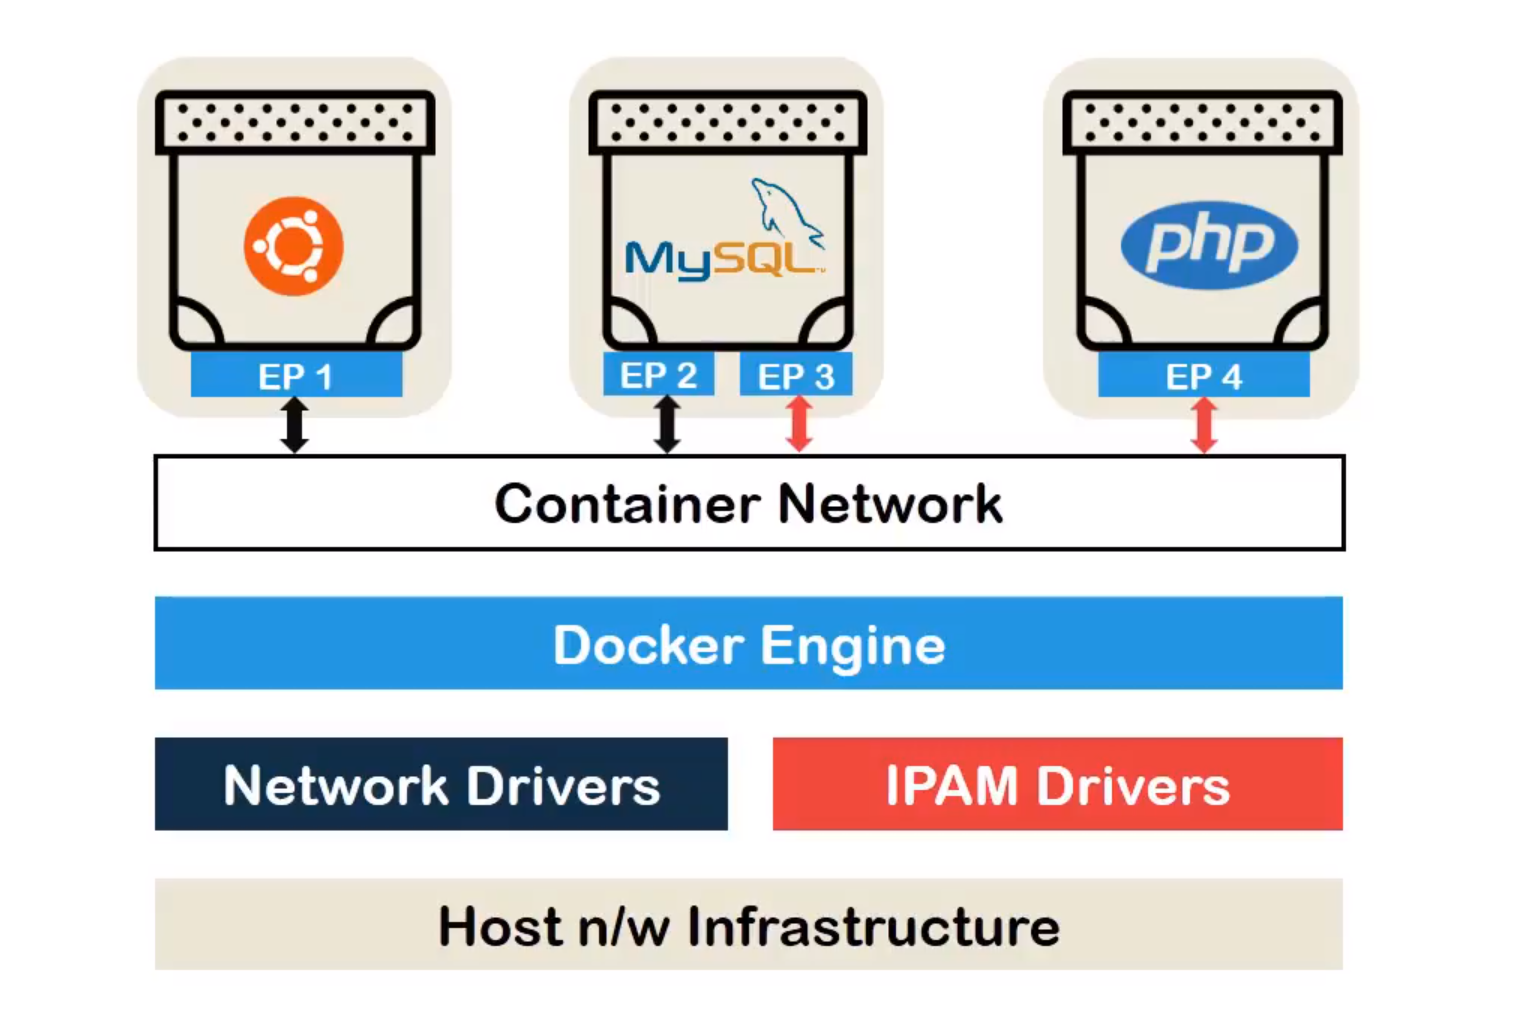 MySQL™
php
EP 1
EP 2
EP 3
EP 4
Container Network
Docker Engine
Network Drivers
IPAM Drivers
Host n/w Infrastructure